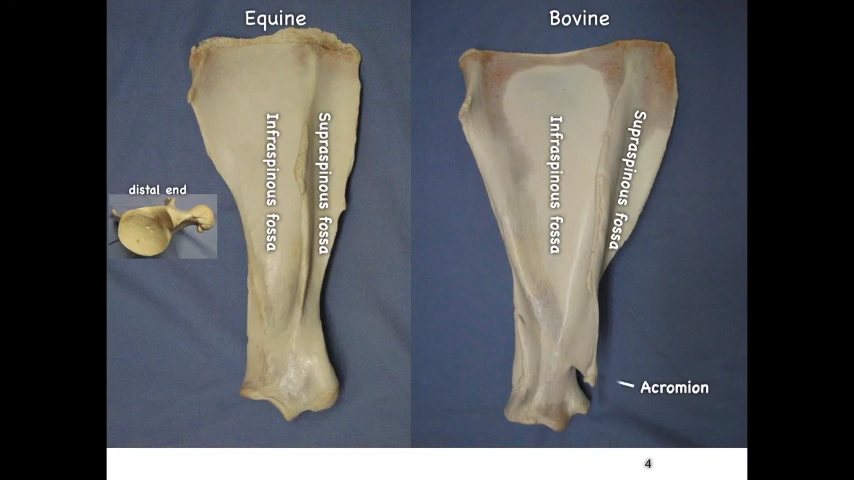 Equine
Bovine
Infraspinous fossa
Supraspinous fossa
Infraspinous fossa
Supraspinous fossa
distal end
Acromion
4